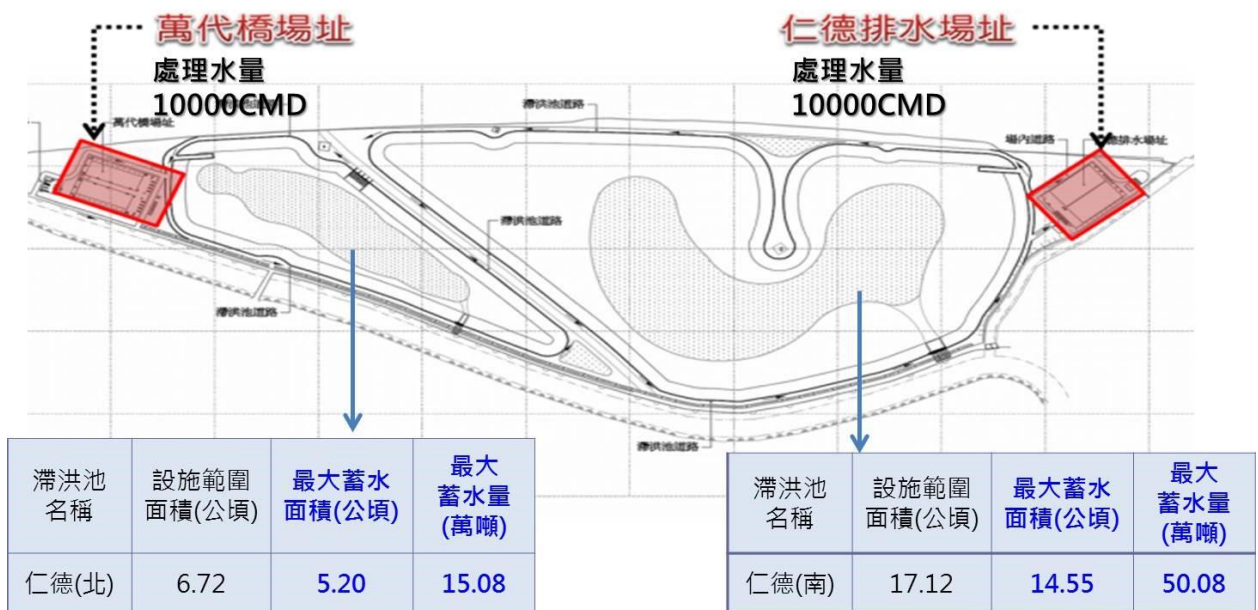 萬代橋場址
處理水量
10000CMD
仁德排水場址
處理水量
10000CMD
滯洪池道路
萬代橋場址
場內道路
滯洪池道路
滯洪池道路
滯洪池道路
滯洪池名稱
設施範圍面積(公頃)
最大蓄水面積(公頃)
最大蓄水量(萬噸)
仁德(北)
6.72
5.20
15.08
滯洪池名稱
設施範圍面積(公頃)
最大蓄水面積(公頃)
最大蓄水量(萬噸)
仁德(南)
17.12
14.55
50.08